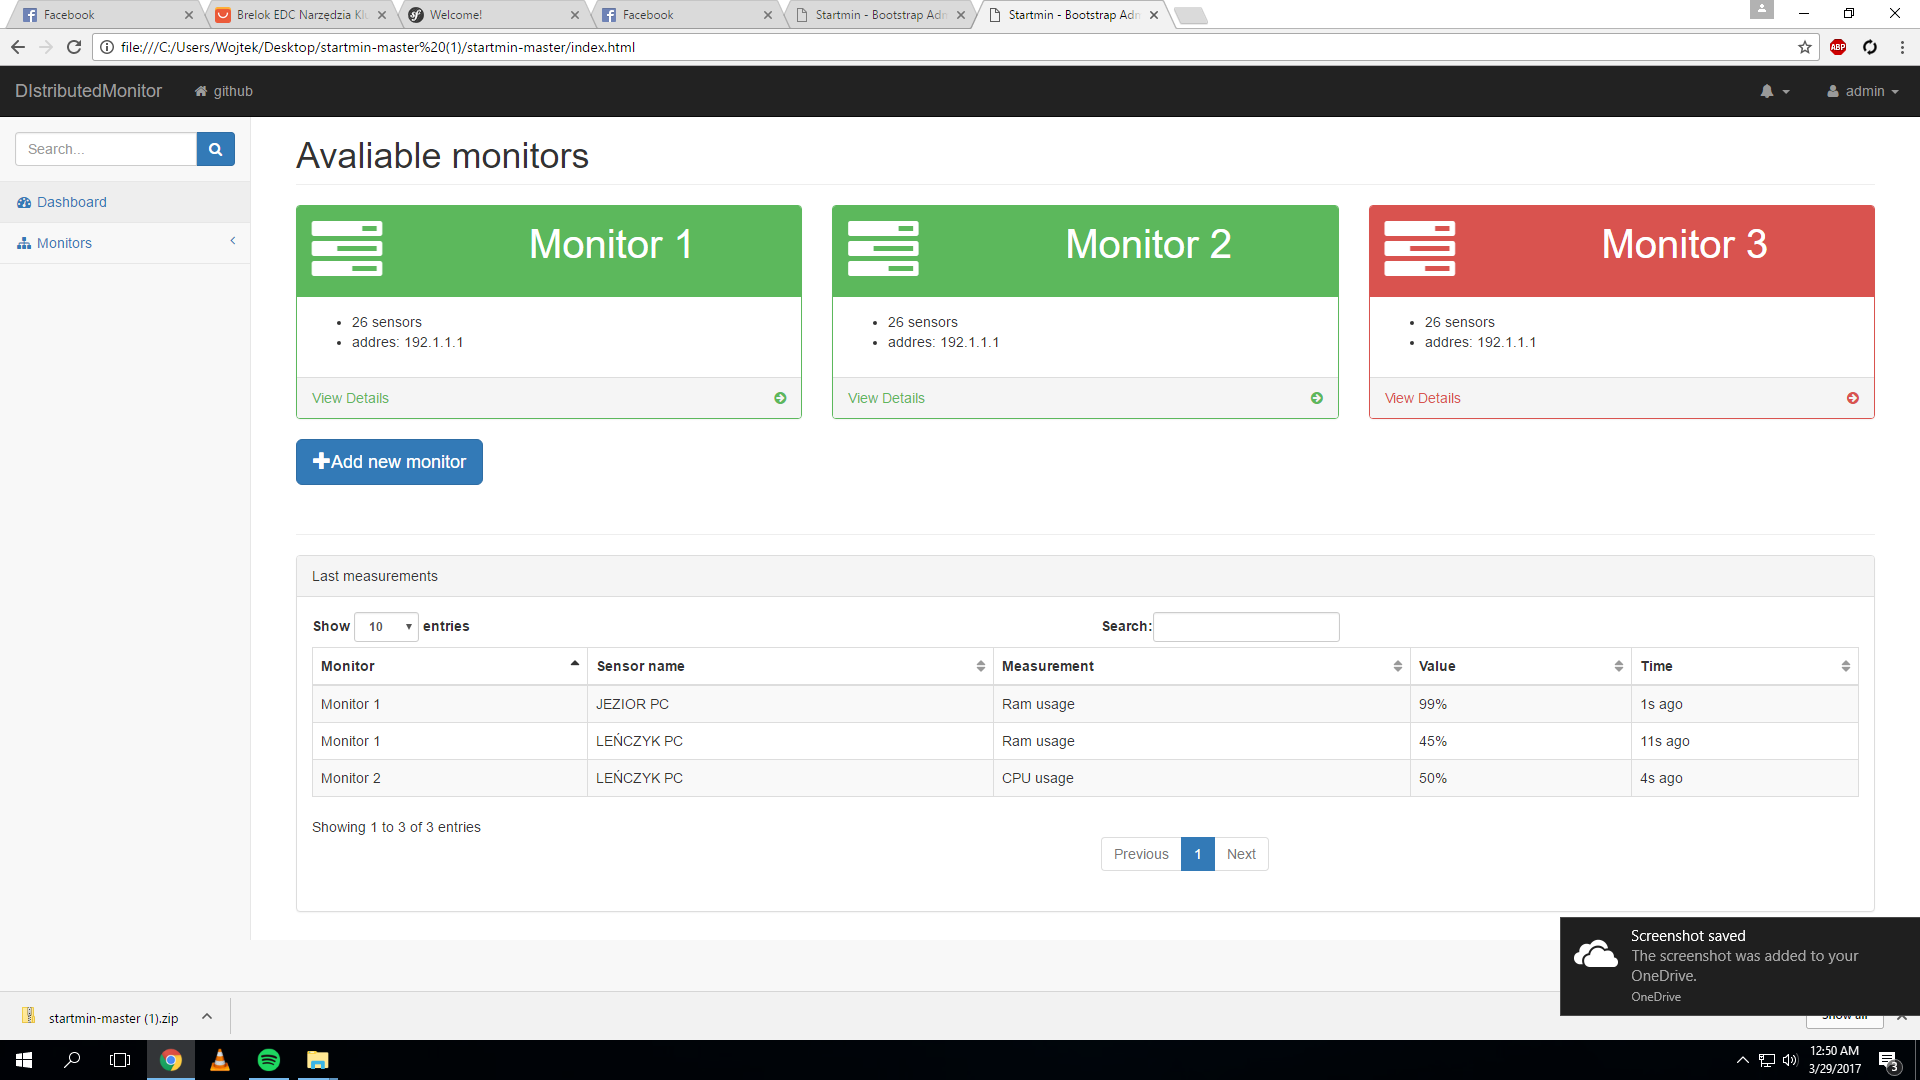 Facebook
Brelok EDC Narzędzia Klu
Welcome!
Facebook
Startmin - Bootstrap Adm
Startmin - Bootstrap Adm
file:///C:/Users/Wojtek/Desktop/startmin-master%20(1)/startmin-master/index.html
ABP
DIstributedMonitor
github
admin
Search...
Dashboard
Monitors
Avaliable monitors
Monitor 1
26 sensors
addres: 192.1.1.1
View Details
Monitor 2
26 sensors
addres: 192.1.1.1
View Details
Monitor 3
26 sensors
addres: 192.1.1.1
View Details
Add new monitor
Last measurements
Show 10 entries
Search:
Monitor Sensor name Measurement Value Time
Monitor 1 JEZIOR PC Ram usage 99% 1s ago
Monitor 1 LEŃCZYK PC Ram usage 45% 11s ago
Monitor 2 LEŃCZYK PC CPU usage 50% 4s ago
Showing 1 to 3 of 3 entries
Previous 1 Next
Screenshot saved
The screenshot was added to your
OneDrive.
OneDrive
startmin-master (1).zip
Show all
12:50 AM
3/29/2017
3